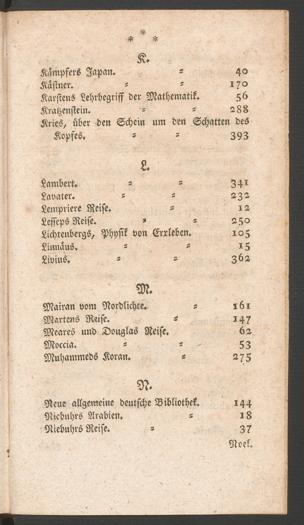 * * *
K.
Kämpfers Japan. = 40
Kästner. = = 170
Karstens Lehrbegriff der Mathematik. 56
Kratzenstein. = = 288
Kries, über den Schein um den Schatten des
Kopfes. = = 393
L.
Lambert. = = 341
Lavater. = = 232
Lempriere Reise. = 12
Lesseps Reise. = = 250
Lichtenbergs, Physik von Erxleben. 105
Linnäus. = = 15
Livius. = = 362
M.
Mairan vom Nordlichte. = 161
Martens Reise. = 147
Meares und Douglas Reise. 62
Moccia. = = 53
Muhammeds Koran. = 275
N.
Neue allgemeine deutsche Bibliothek. 144
Niebuhrs Arabien. = 18
Niebuhrs Reise. = 37
Noel.